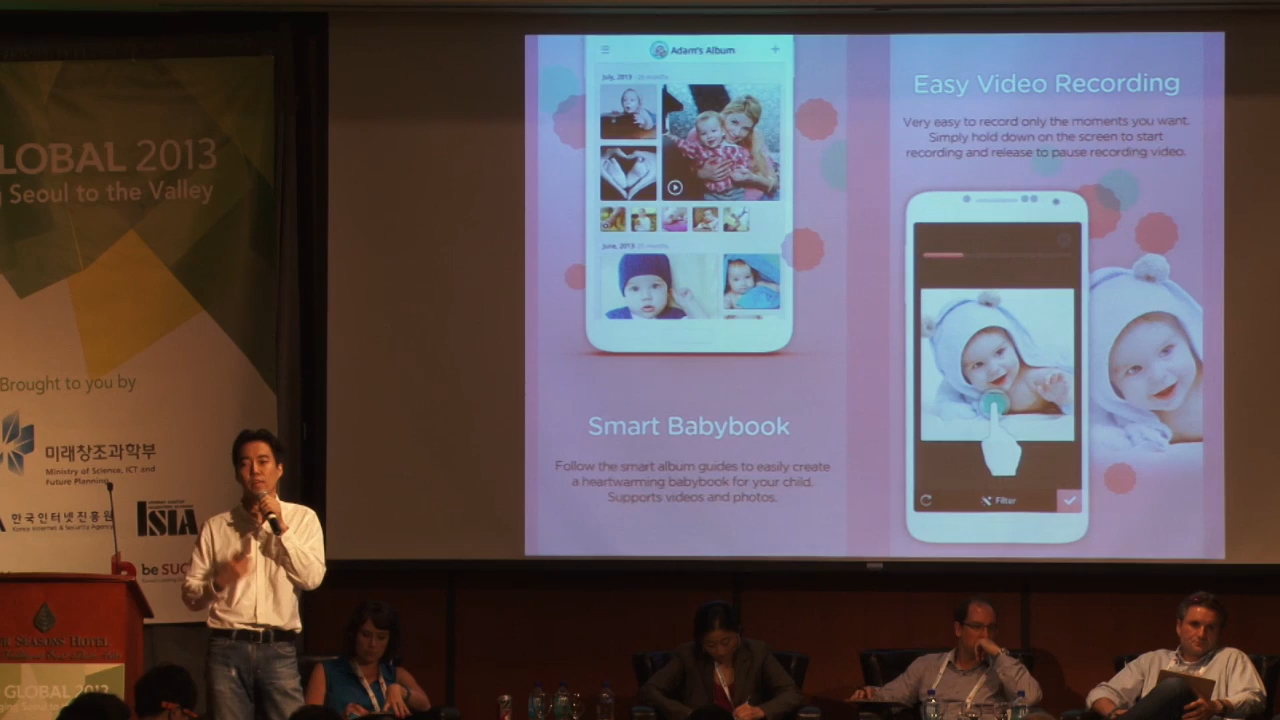 LOBAL 2013
g Seoul to the Valley
Brought to you by
미래창조과학부
Ministry of Science, ICT and
Future Planning
한국인터넷진흥원
Korea Internet & Security Agency
be SUC
SEASONS HOTEL
GLOBAL 2013
Seoul to
Adam's Album
July, 2013
June, 2013
Smart Babybook
Follow the smart album guides to easily create
a heartwarming babybook for your child.
Supports videos and photos.
Easy Video Recording
Very easy to record only the moments you want.
Simply hold down on the screen to start
recording and release to pause recording video.
Filter